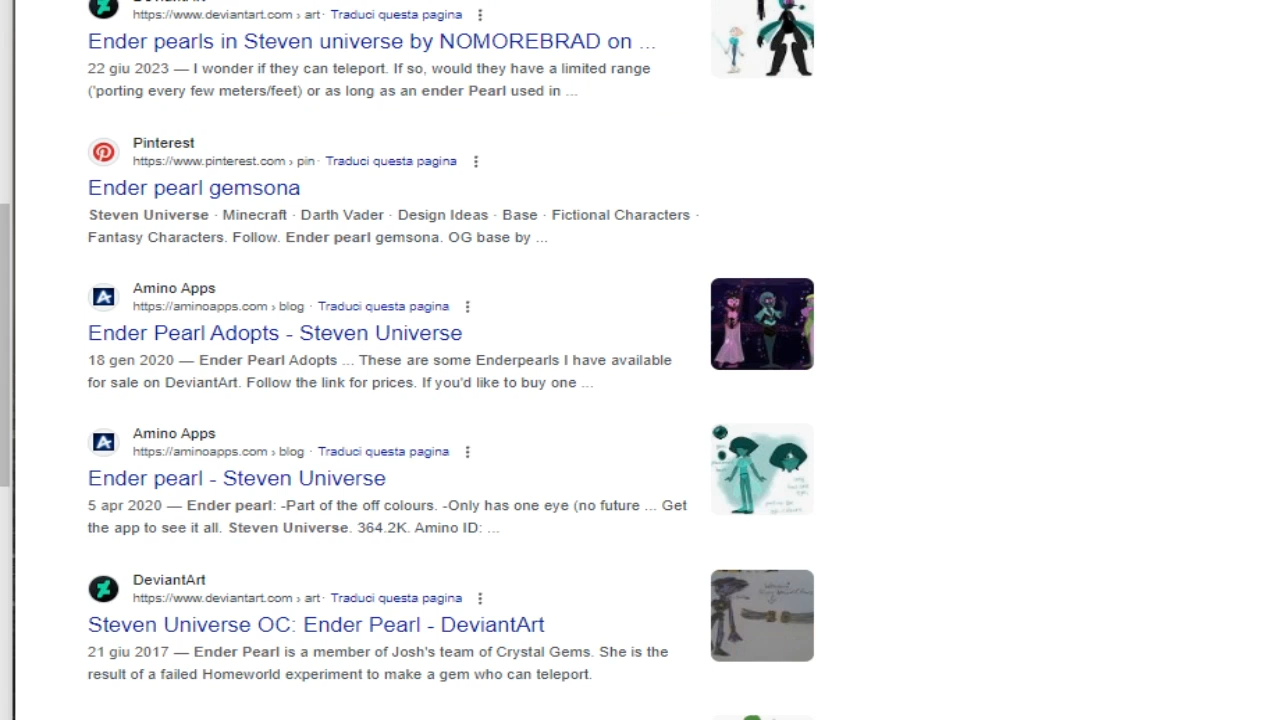 https://www.deviantart.com › art · Traduci questa pagina
Ender pearls in Steven universe by NOMOREBRAD on ...
22 giu 2023 — I wonder if they can teleport. If so, would they have a limited range
('porting every few meters/feet) or as long as an ender Pearl used in ...
Pinterest
https://www.pinterest.com › pin · Traduci questa pagina
Ender pearl gemsona
Steven Universe · Minecraft · Darth Vader · Design Ideas · Base · Fictional Characters ·
Fantasy Characters. Follow. Ender pearl gemsona. OG base by ...
Amino Apps
https://aminoapps.com › blog · Traduci questa pagina
Ender Pearl Adopts - Steven Universe
18 gen 2020 — Ender Pearl Adopts ... These are some Enderpearls I have available
for sale on DeviantArt. Follow the link for prices. If you'd like to buy one ...
Amino Apps
https://aminoapps.com › blog · Traduci questa pagina
Ender pearl - Steven Universe
5 apr 2020 — Ender pearl: -Part of the off colours. -Only has one eye (no future ... Get
the app to see it all. Steven Universe. 364.2K. Amino ID: ...
DeviantArt
https://www.deviantart.com › art · Traduci questa pagina
Steven Universe OC: Ender Pearl - DeviantArt
21 giu 2017 — Ender Pearl is a member of Josh's team of Crystal Gems. She is the
result of a failed Homeworld experiment to make a gem who can teleport.